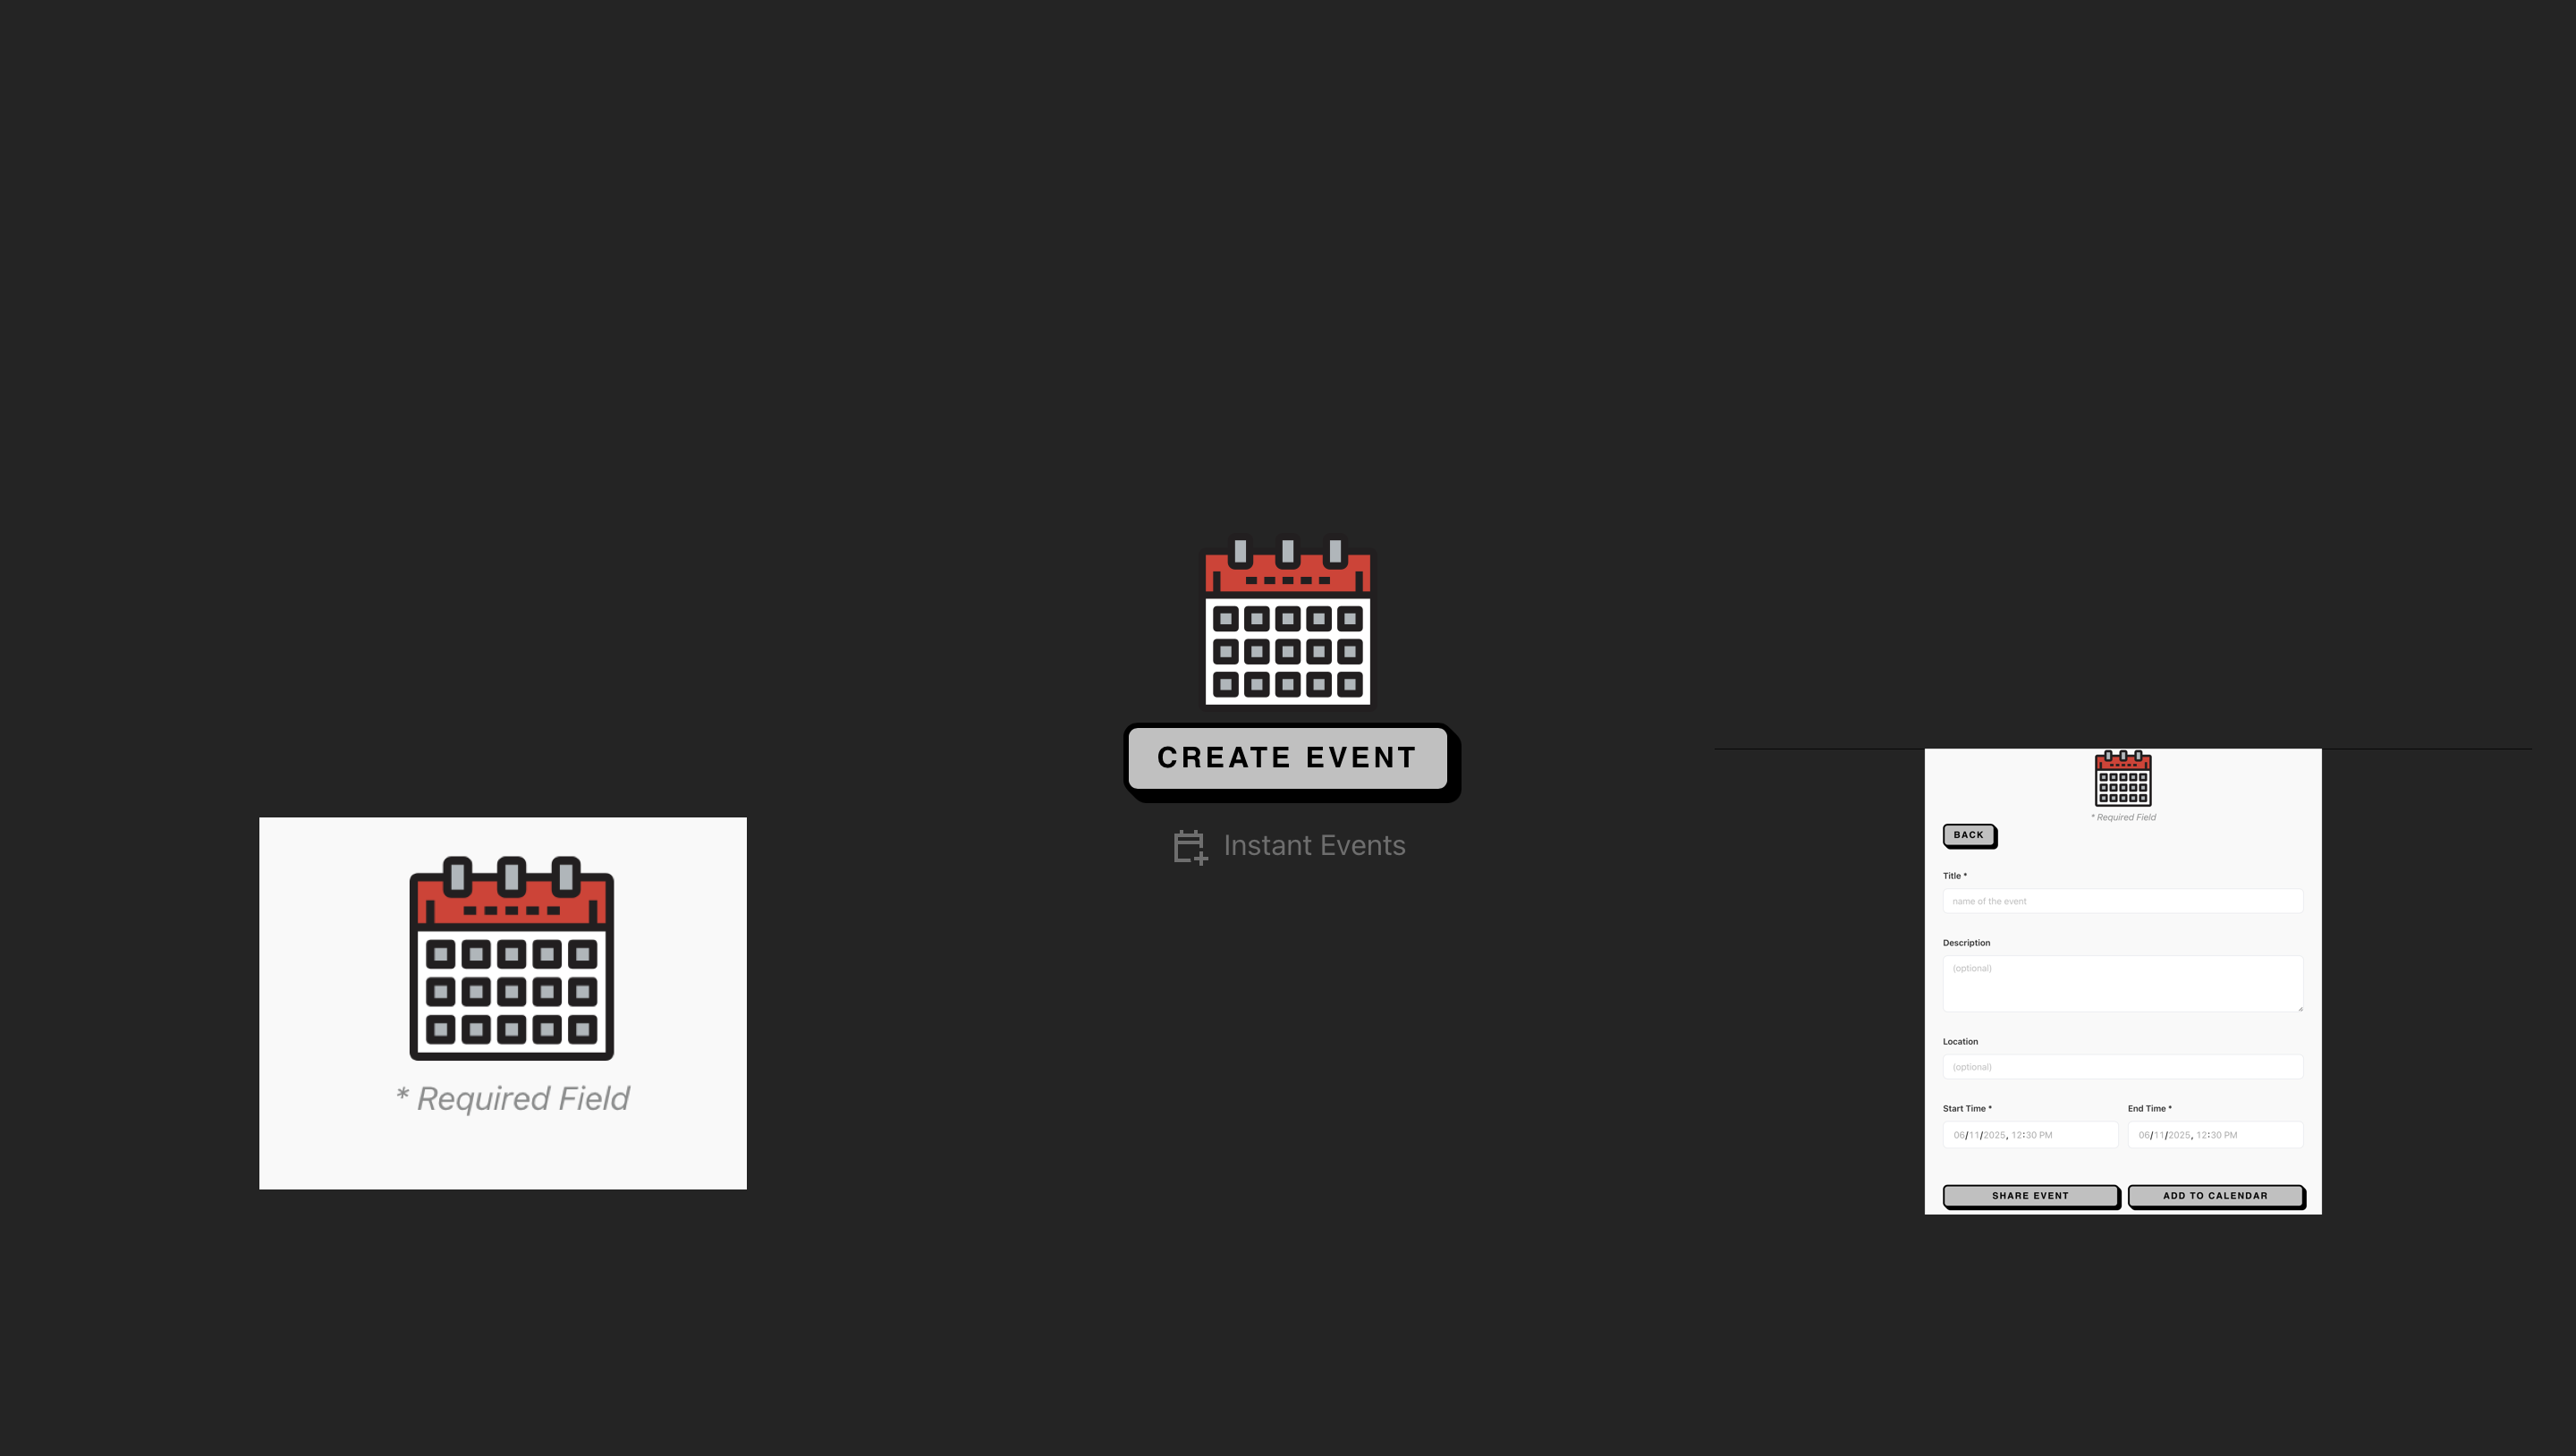 * Required Field
CREATE EVENT
Instant Events
* Required Field
BACK
Title *
name of the event
Description
(optional)
Location
(optional)
Start Time *
End Time *
06/11/2025, 12:30 PM
06/11/2025, 12:30 PM
SHARE EVENT
ADD TO CALENDAR